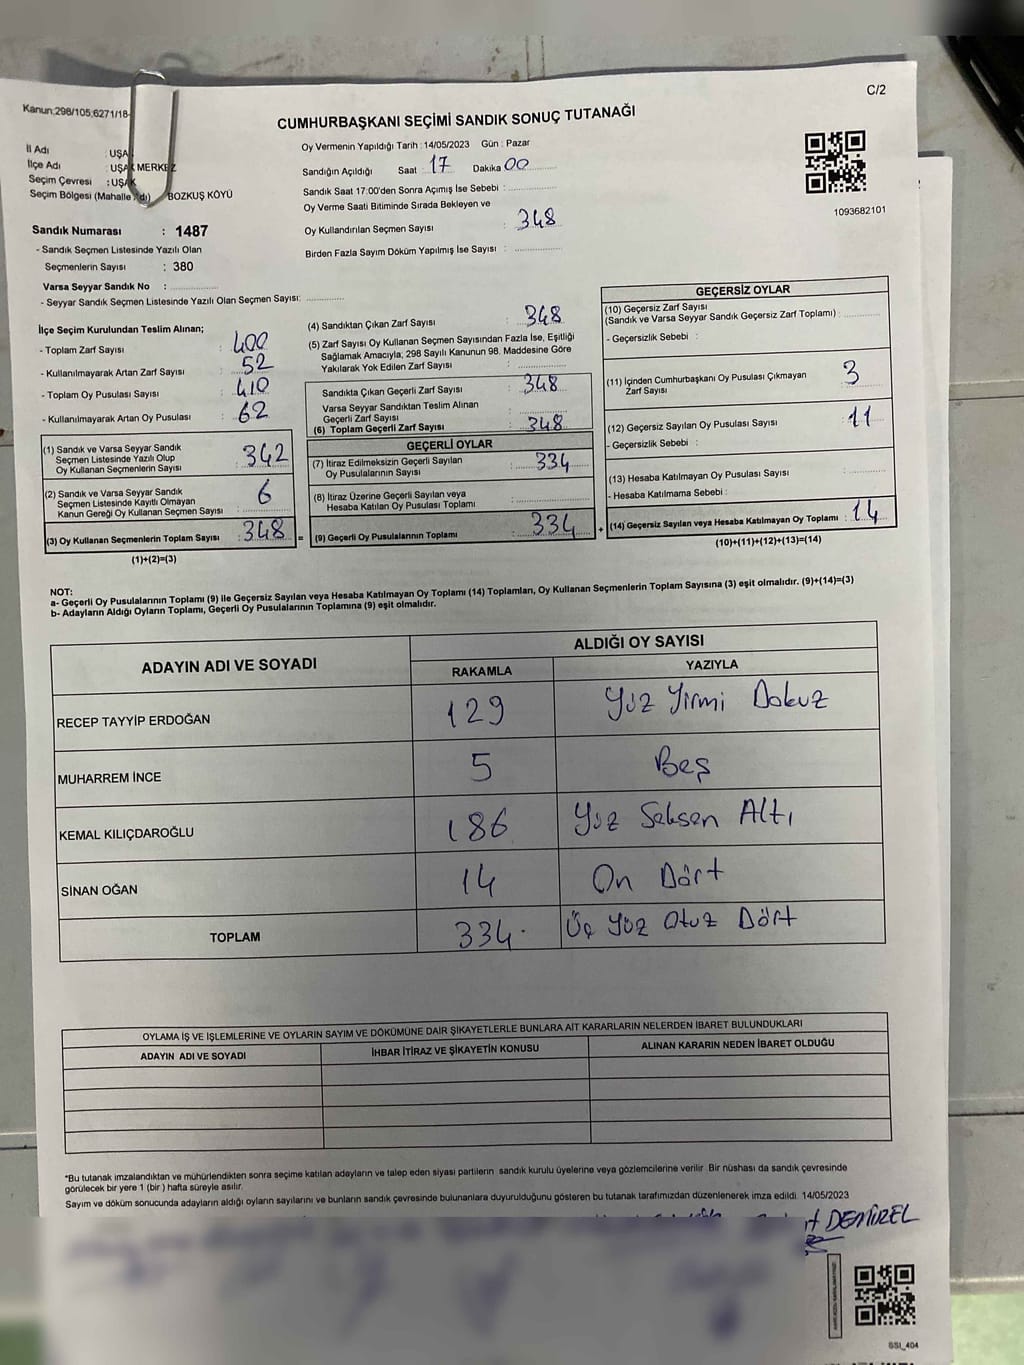 C/2
Kanun;298/105;6271/18
CUMHURBAŞKANI SEÇİMİ SANDIK SONUÇ TUTANAĞI
İl Adı : UŞA
İlçe Adı : UŞAK MERKEZ
Seçim Çevresi : UŞAK
Seçim Bölgesi (Mahalle Adı) BOZKUŞ KÖYÜ
Sandık Numarası : 1487
- Sandık Seçmen Listesinde Yazılı Olan
Seçmenlerin Sayısı : 380
Varsa Seyyar Sandık No :
- Seyyar Sandık Seçmen Listesinde Yazılı Olan Seçmen Sayısı:
Oy Vermenin Yapıldığı Tarih : 14/05/2023 Gün : Pazar
Sandığın Açıldığı Saat 17 Dakika 00
Sandık Saat 17:00'den Sonra Açımış İse Sebebi :
Oy Verme Saati Bitiminde Sırada Bekleyen ve
Oy Kullandırılan Seçmen Sayısı : 348
Birden Fazla Sayım Döküm Yapılmış İse Sayısı :
1093682101
İlçe Seçim Kurulundan Teslim Alınan;
- Toplam Zarf Sayısı : 400
- Kullanılmayarak Artan Zarf Sayısı : 52
- Toplam Oy Pusulası Sayısı : 410
- Kullanılmayarak Artan Oy Pusulası : 62
(1) Sandık ve Varsa Seyyar Sandık
Seçmen Listesinde Yazılı Olup
Oy Kullanan Seçmenlerin Sayısı : 342
(2) Sandık ve Varsa Seyyar Sandık
Seçmen Listesinde Kayıtlı Olmayan
Kanun Gereği Oy Kullanan Seçmen Sayısı : 6
(3) Oy Kullanan Seçmenlerin Toplam Sayısı : 348 =
(1)+(2)=(3)
(4) Sandıktan Çıkan Zarf Sayısı : 348
(5) Zarf Sayısı Oy Kullanan Seçmen Sayısından Fazla İse, Eşitliği
Sağlamak Amacıyla; 298 Sayılı Kanunun 98. Maddesine Göre
Yakılarak Yok Edilen Zarf Sayısı :
Sandıkta Çıkan Geçerli Zarf Sayısı : 348
Varsa Seyyar Sandıktan Teslim Alınan
Geçerli Zarf Sayısı :
(6) Toplam Geçerli Zarf Sayısı : 348
GEÇERLİ OYLAR
(7) İtiraz Edilmeksizin Geçerli Sayılan
Oy Pusulalarının Sayısı : 334
(8) İtiraz Üzerine Geçerli Sayılan veya
Hesaba Katılan Oy Pusulası Toplamı :
(9) Geçerli Oy Pusulalarının Toplamı : 334 +
GEÇERSİZ OYLAR
(10) Geçersiz Zarf Sayısı
(Sandık ve Varsa Seyyar Sandık Geçersiz Zarf Toplamı) :
- Geçersizlik Sebebi :
(11) İçinden Cumhurbaşkanı Oy Pusulası Çıkmayan
Zarf Sayısı : 3
(12) Geçersiz Sayılan Oy Pusulası Sayısı : 11
- Geçersizlik Sebebi :
(13) Hesaba Katılmayan Oy Pusulası Sayısı :
- Hesaba Katılmama Sebebi :
(14) Geçersiz Sayılan veya Hesaba Katılmayan Oy Toplamı : 14
(10)+(11)+(12)+(13)=(14)
NOT:
a- Geçerli Oy Pusulalarının Toplamı (9) ile Geçersiz Sayılan veya Hesaba Katılmayan Oy Toplamı (14) Toplamları, Oy Kullanan Seçmenlerin Toplam Sayısına (3) eşit olmalıdır. (9)+(14)=(3)
b- Adayların Aldığı Oyların Toplamı, Geçerli Oy Pusulalarının Toplamına (9) eşit olmalıdır.
ADAYIN ADI VE SOYADI ALDIĞI OY SAYISI
RAKAMLA YAZIYLA
RECEP TAYYİP ERDOĞAN 129 Yüz Yirmi Dokuz
MUHARREM İNCE 5 Beş
KEMAL KILIÇDAROĞLU 186 Yüz Seksen Altı
SİNAN OĞAN 14 On Dört
TOPLAM 334 Üç Yüz Otuz Dört
OYLAMA İŞ VE İŞLEMLERİNE VE OYLARIN SAYIM VE DÖKÜMÜNE DAİR ŞİKAYETLERLE BUNLARA AİT KARARLARIN NELERDEN İBARET BULUNDUKLARI
ADAYIN ADI VE SOYADI İHBAR İTİRAZ VE ŞİKAYETİN KONUSU ALINAN KARARIN NEDEN İBARET OLDUĞU
*Bu tutanak imzalandıktan ve mühürlendikten sonra seçime katılan adayların ve talep eden siyasi partilerin sandık kurulu üyelerine veya gözlemcilerine verilir. Bir nüshası da sandık çevresinde
görülecek bir yere 1 (bir) hafta süreyle asılır.
Sayım ve döküm sonucunda adayların aldığı oyların sayılarını ve bunların sandık çevresinde bulunanlara duyurulduğunu gösteren bu tutanak tarafımızdan düzenlenerek imza edildi. 14/05/2023
DEMİREL
SSI_404